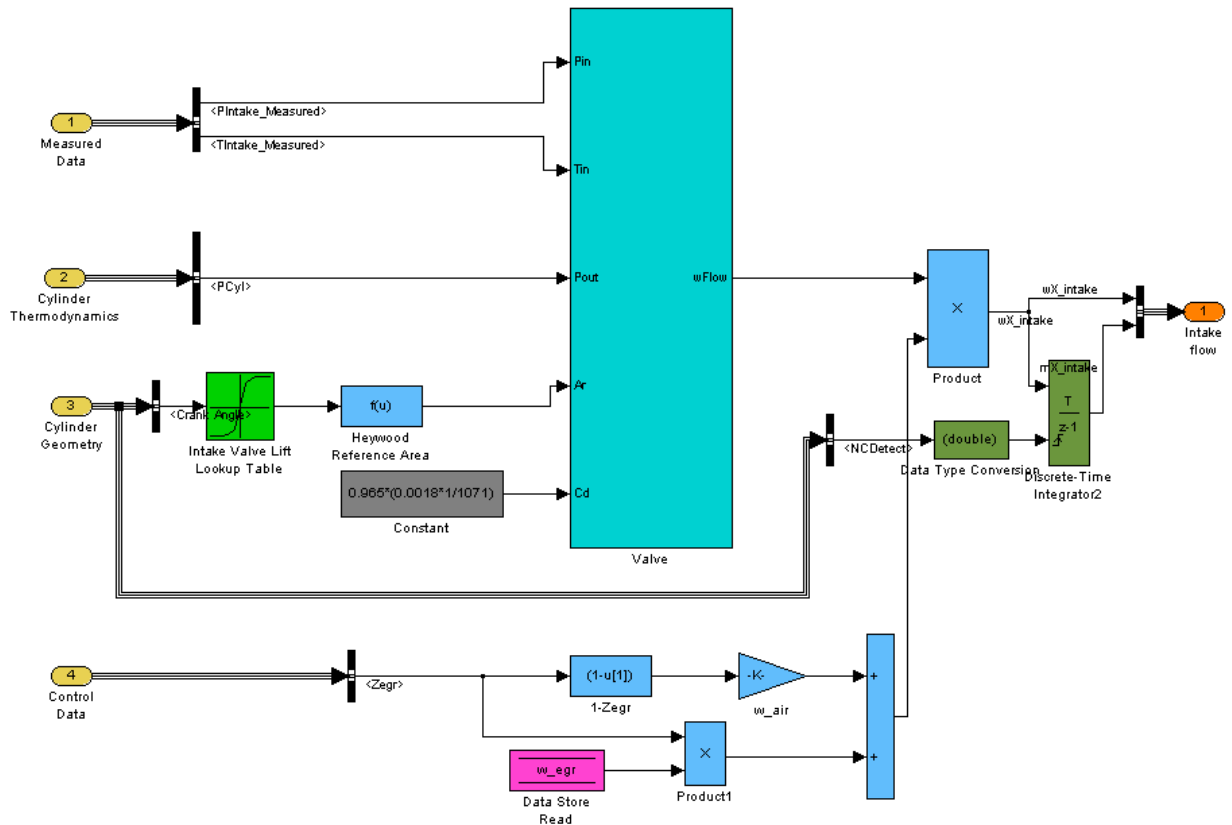 Pin
1
<PIntake_Measured>
Measured
Data
<TIntake_Measured>
Tin
2
Cylinder
Thermodynamics
<PCyl>
Pout
wFlow
×
Product
wX_intake
wX_intake
1
Intake
flow
mX_intake
T
z-1
Discrete-Time
Integrator2
3
Cylinder
Geometry
<Crank Angle>
Intake Valve Lift
Lookup Table
f(u)
Heywood
Reference Area
Ar
0.965*(0.0018*1/1071)
Constant
Cd
Valve
<NCDetect>
(double)
Data Type Conversion
4
Control
Data
<Zegr>
(1-u[1])
1-Zegr
-K-
w_air
+
+
w_egr
Data Store
Read
×
Product1